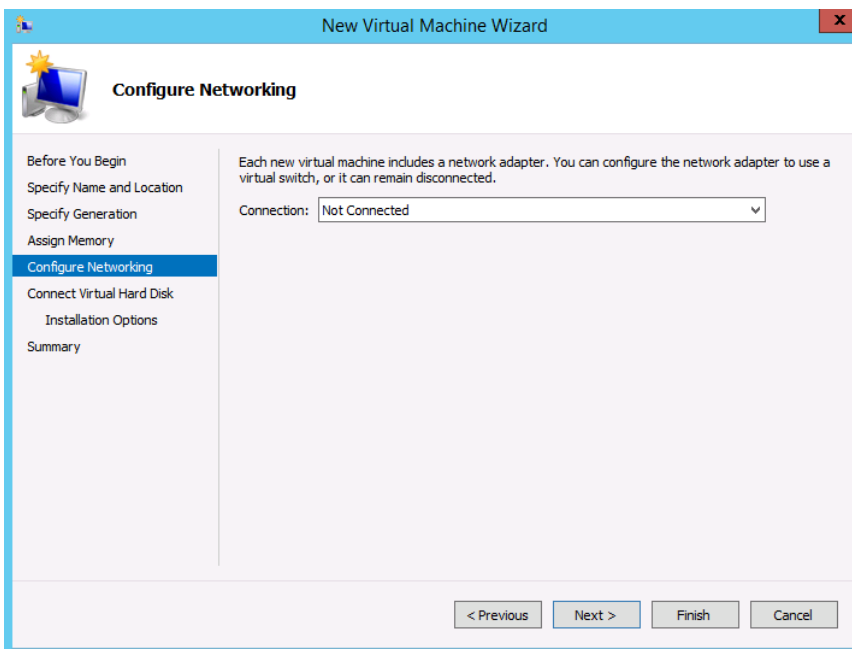 New Virtual Machine Wizard
x
Configure Networking
Before You Begin
Specify Name and Location
Specify Generation
Assign Memory
Configure Networking
Connect Virtual Hard Disk
Installation Options
Summary
Each new virtual machine includes a network adapter. You can configure the network adapter to use a
virtual switch, or it can remain disconnected.
Connection: Not Connected
< Previous Next > Finish Cancel